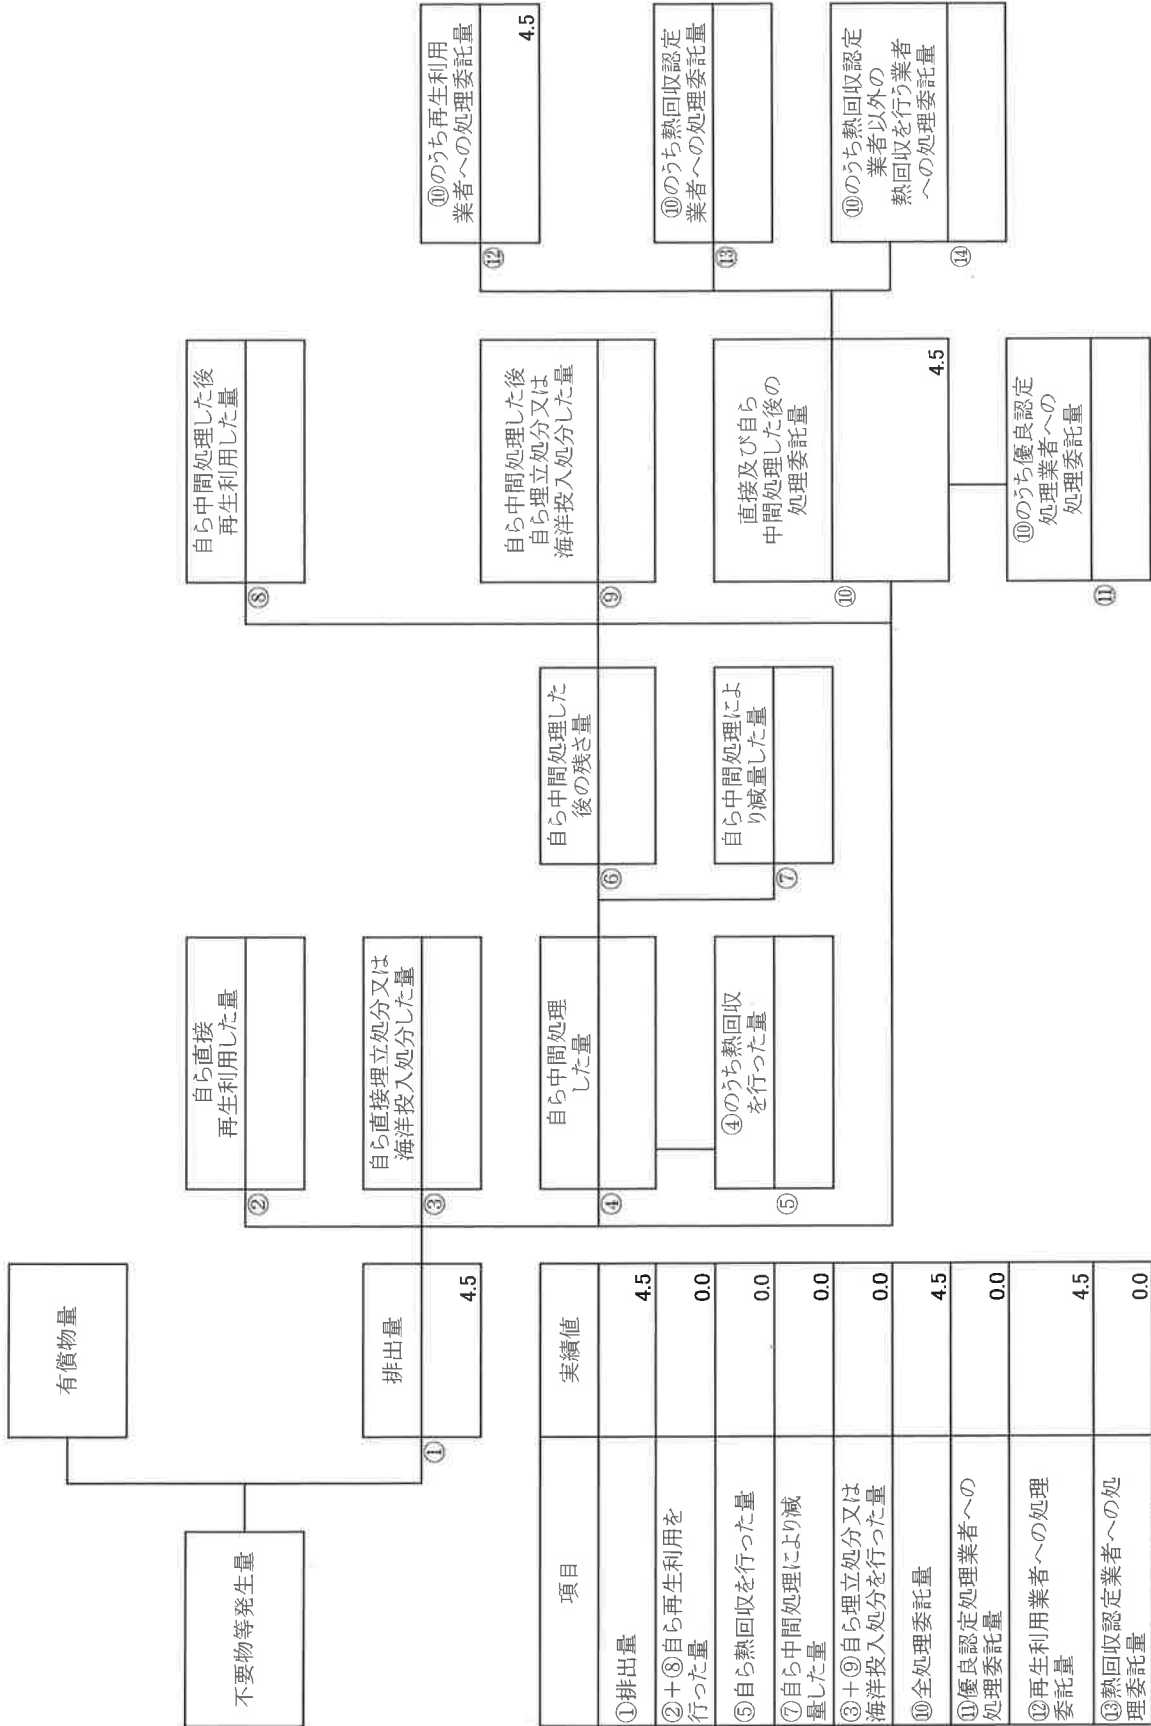 不要物等発生量
有償物量
①
排出量
4.5
②
自ら直接
再生利用した量
③
自ら直接埋立処分又は
海洋投入処分した量
④
自ら中間処理
した量
⑤
④のうち熱回収
を行った量
⑥
自ら中間処理した
後の残さ量
⑦
自ら中間処理によ
り減量した量
⑧
自ら中間処理した後
再生利用した量
⑨
自ら中間処理した後
自ら埋立処分又は
海洋投入処分した量
⑩
直接及び自ら
中間処理した後の
処理委託量
4.5
⑪
⑩のうち優良認定
処理業者への
処理委託量
⑫
⑩のうち再生利用
業者への処理委託量
4.5
⑬
⑩のうち熱回収認定
業者への処理委託量
⑭
⑩のうち熱回収認定
業者以外の
熱回収を行う業者
への処理委託量
項目 実績値
①排出量 4.5
②+⑧自ら再生利用を
行った量 0.0
⑤自ら熱回収を行った量 0.0
⑦自ら中間処理により減
量した量 0.0
③+⑨自ら埋立処分又は
海洋投入処分を行った量 0.0
⑩全処理委託量 4.5
⑪優良認定処理業者への
処理委託量 0.0
⑫再生利用業者への処理
委託量 4.5
⑬熱回収認定業者への処
理委託量 0.0